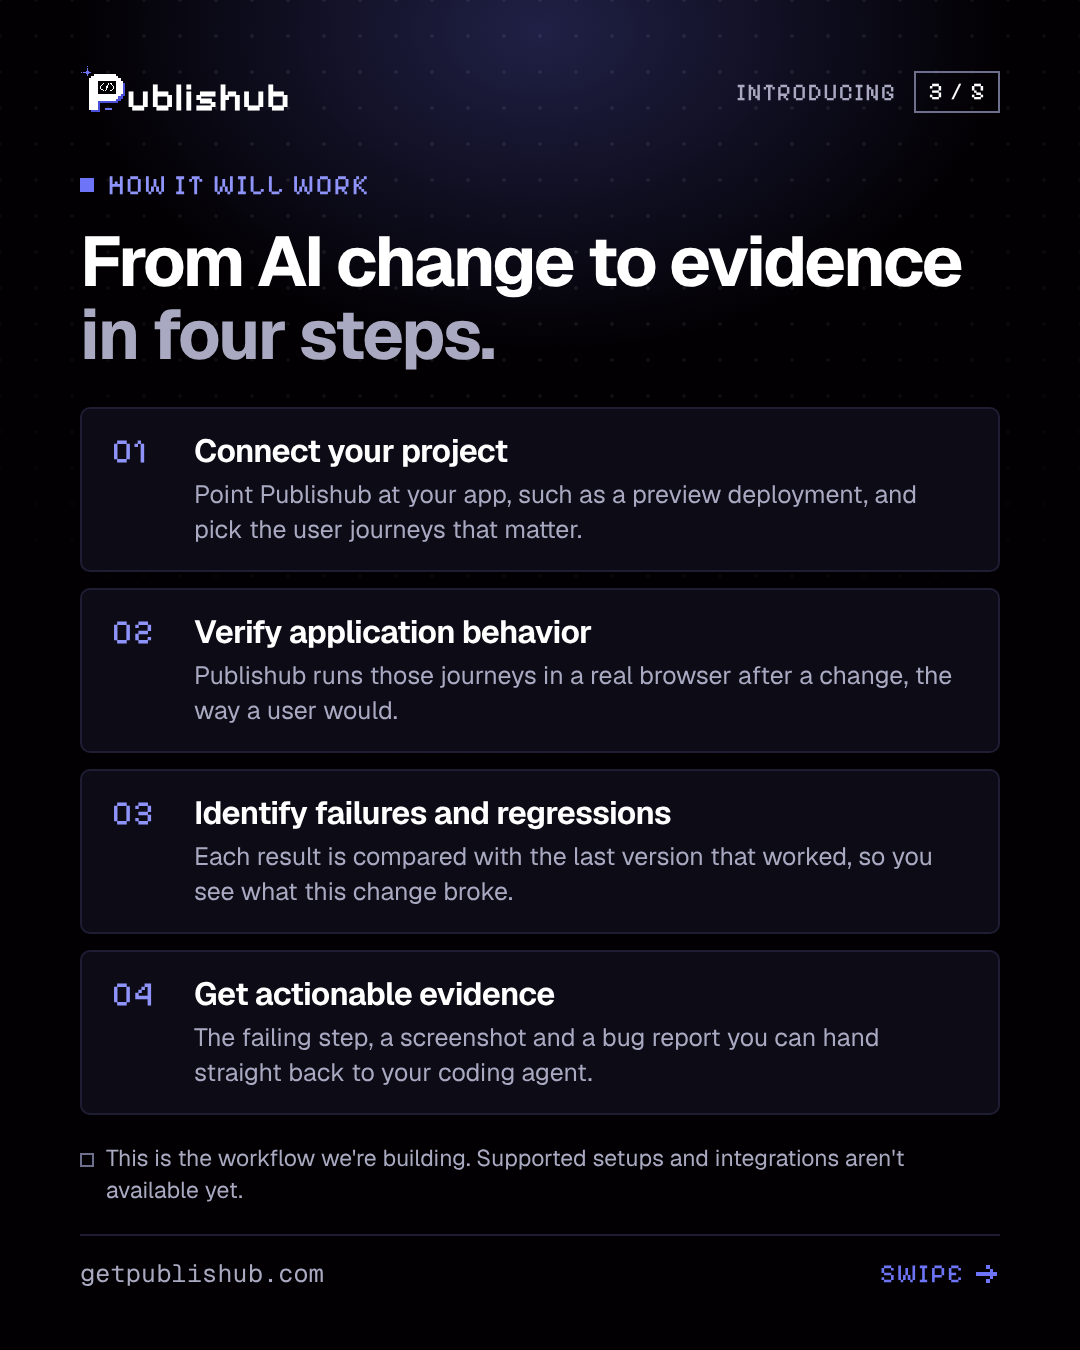 Publishub
INTRODUCING
3 / 5
HOW IT WILL WORK
From AI change to evidence
in four steps.
01
Connect your project
Point Publishub at your app, such as a preview deployment, and
pick the user journeys that matter.
02
Verify application behavior
Publishub runs those journeys in a real browser after a change, the
way a user would.
03
Identify failures and regressions
Each result is compared with the last version that worked, so you
see what this change broke.
04
Get actionable evidence
The failing step, a screenshot and a bug report you can hand
straight back to your coding agent.
This is the workflow we're building. Supported setups and integrations aren't
available yet.
getpublishub.com
SWIPE →